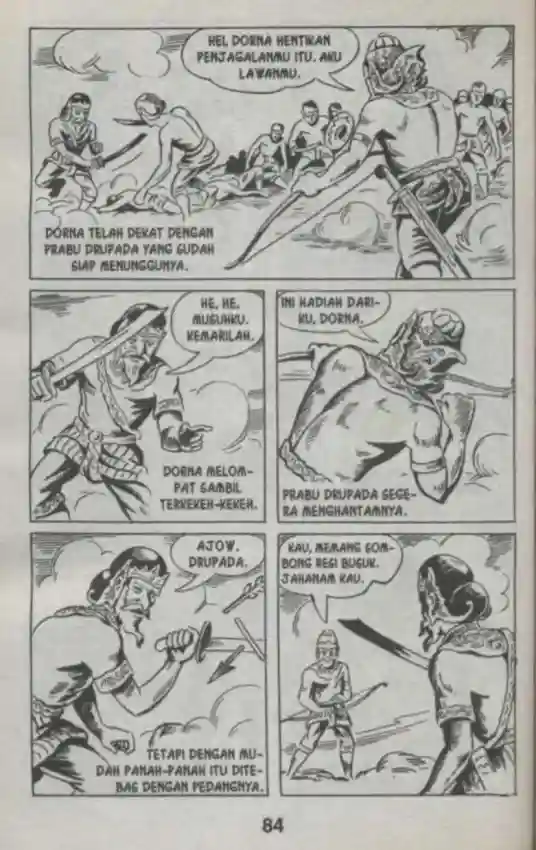 HEI, DORNA HENTIKAN
PENJAGALANMU ITU. AKU
LAWANMU.
DORNA TELAH DEKAT DENGAN
PRABU DRUPADA YANG SUDAH
SIAP MENUNGGUNYA.
HE, HE.
MUSUHKU.
KEMARILAH.
DORNA MELOM-
PAT SAMBIL
TERKEKEH-KEKEH.
INI HADIAH DARI-
KU, DORNA.
PRABU DRUPADA SEGE-
RA MENGHANTAMNYA.
AJOW.
DRUPADA.
TETAPI DENGAN MU-
DAH PANAH-PANAH ITU DITE-
BAS DENGAN PEDANGNYA.
KAU, MEMANG SOM-
BONG RESI BUSUK.
JAHANAM KAU.
84